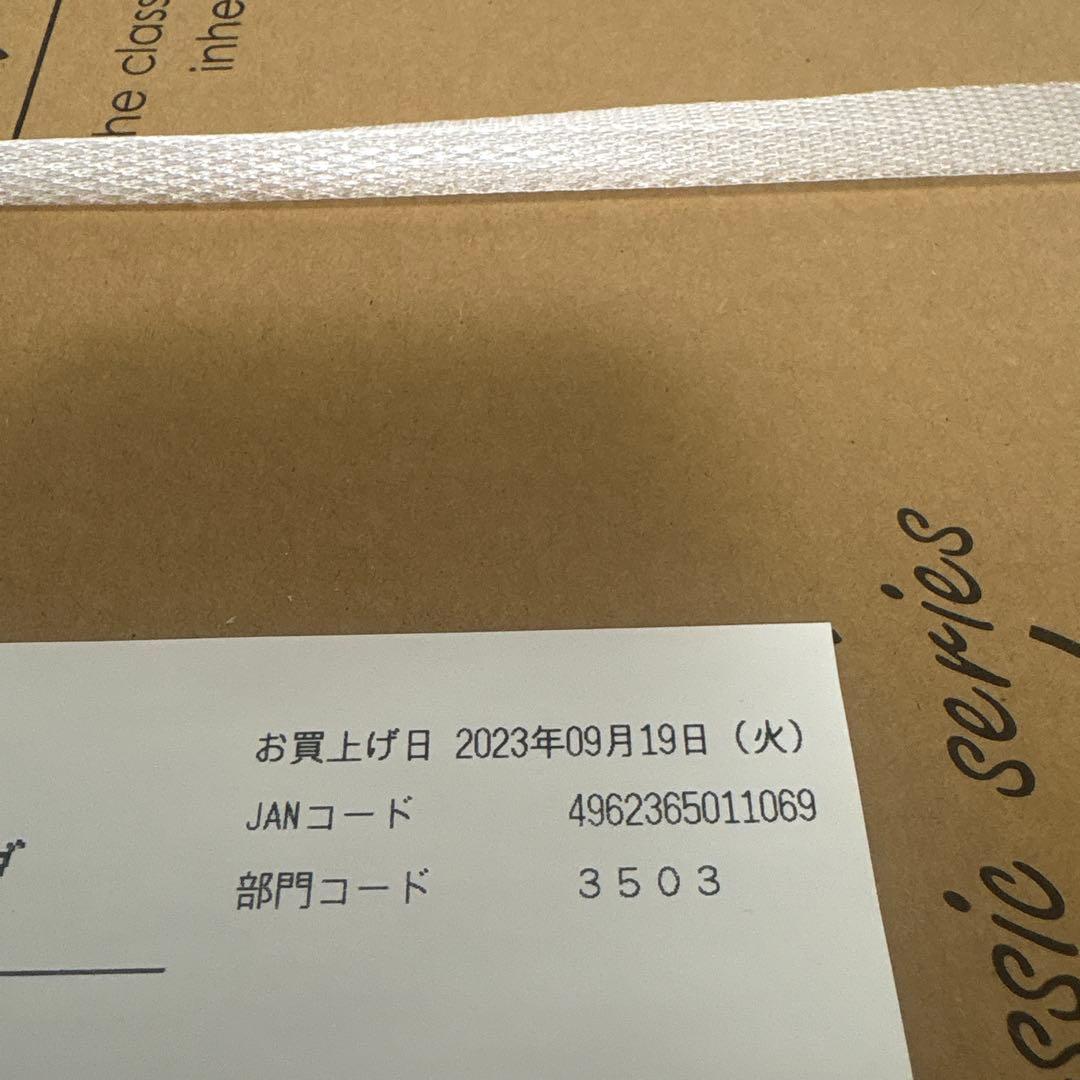 he class
inhe
series
ssic
お買上げ日 2023年09月19日（火）
JANコード 4962365011069
部門コード ３５０３